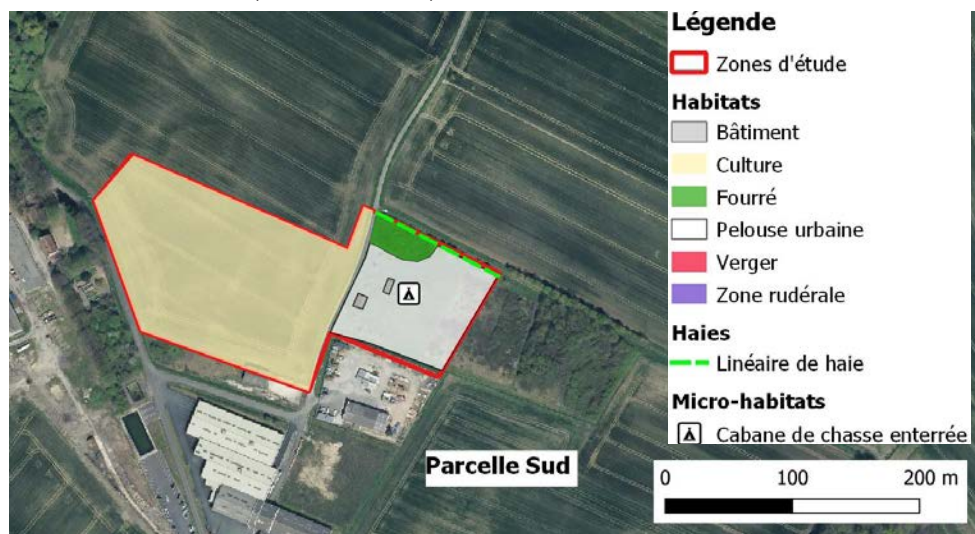 Légende
Zones d'étude
Habitats
Bâtiment
Culture
Fourré
Pelouse urbaine
Verger
Zone rudérale
Haies
Linéaire de haie
Micro-habitats
Cabane de chasse enterrée
Parcelle Sud
0 100 200 m